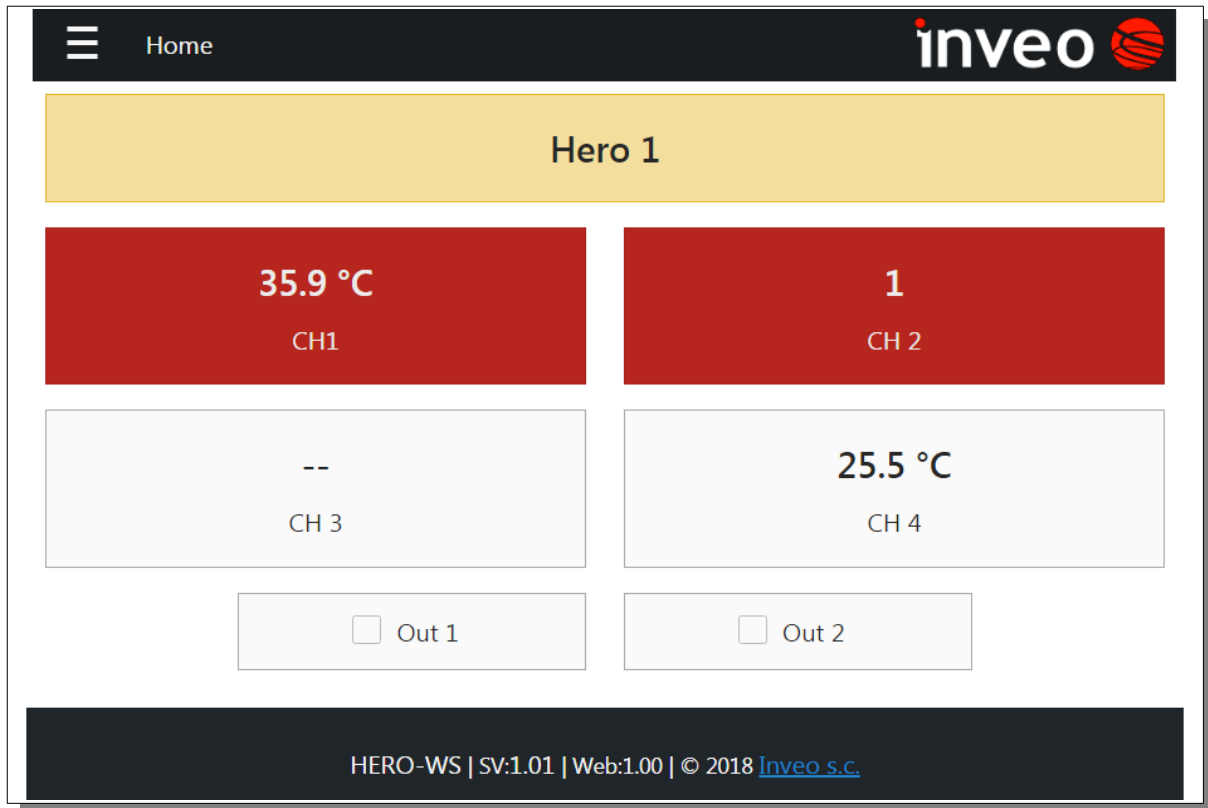 Home
inveo
Hero 1
35.9 °C
CH1
1
CH 2
--
CH 3
25.5 °C
CH 4
Out 1
Out 2
HERO-WS | SV:1.01 | Web:1.00 | © 2018 Inveo s.c.